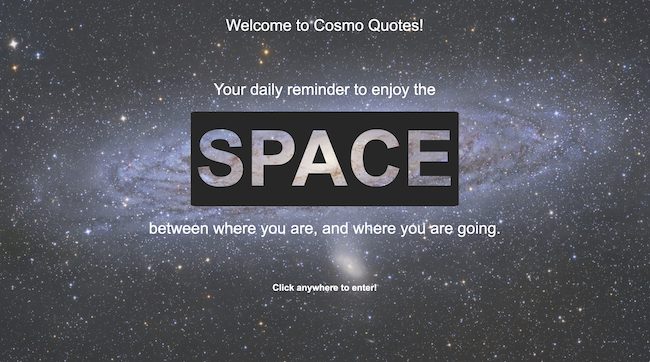 Welcome to Cosmo Quotes!
Your daily reminder to enjoy the
SPACE
between where you are, and where you are going.
Click anywhere to enter!